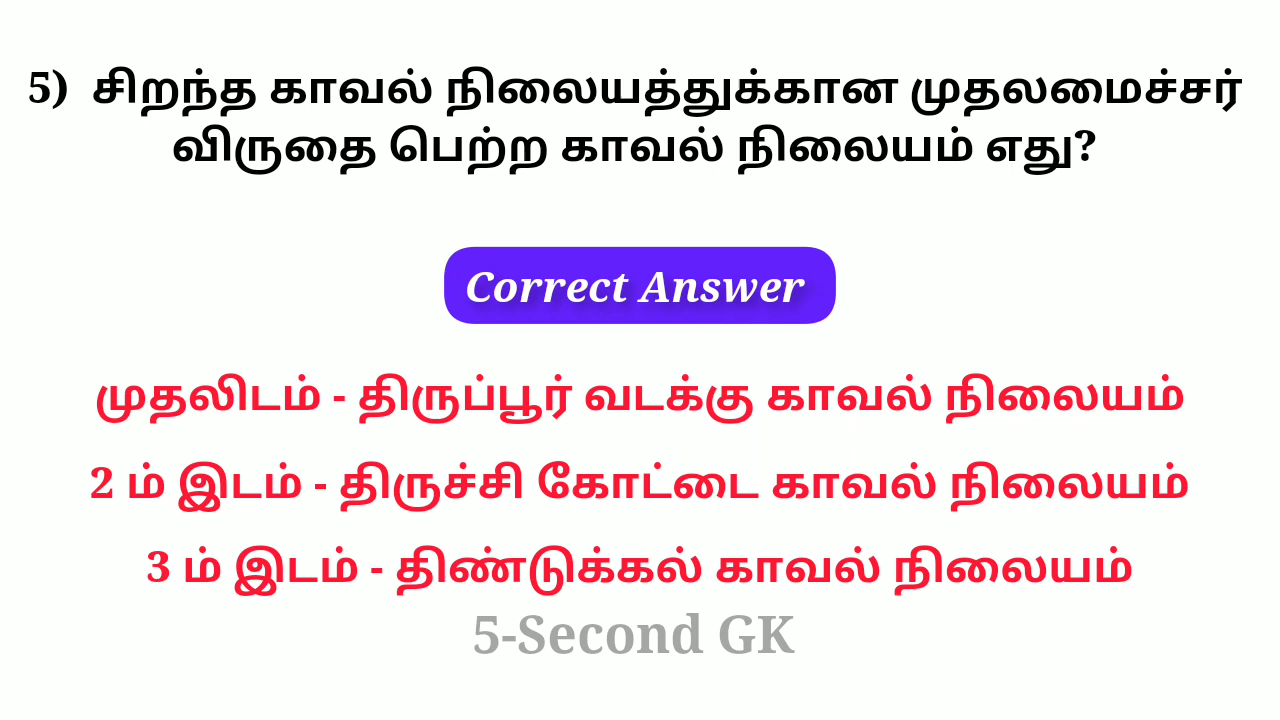 5) சிறந்த காவல் நிலையத்துக்கான முதலமைச்சர்
விருதை பெற்ற காவல் நிலையம் எது?
Correct Answer
முதலிடம் - திருப்பூர் வடக்கு காவல் நிலையம்
2 ம் இடம் - திருச்சி கோட்டை காவல் நிலையம்
3 ம் இடம் - திண்டுக்கல் காவல் நிலையம்
5-Second GK